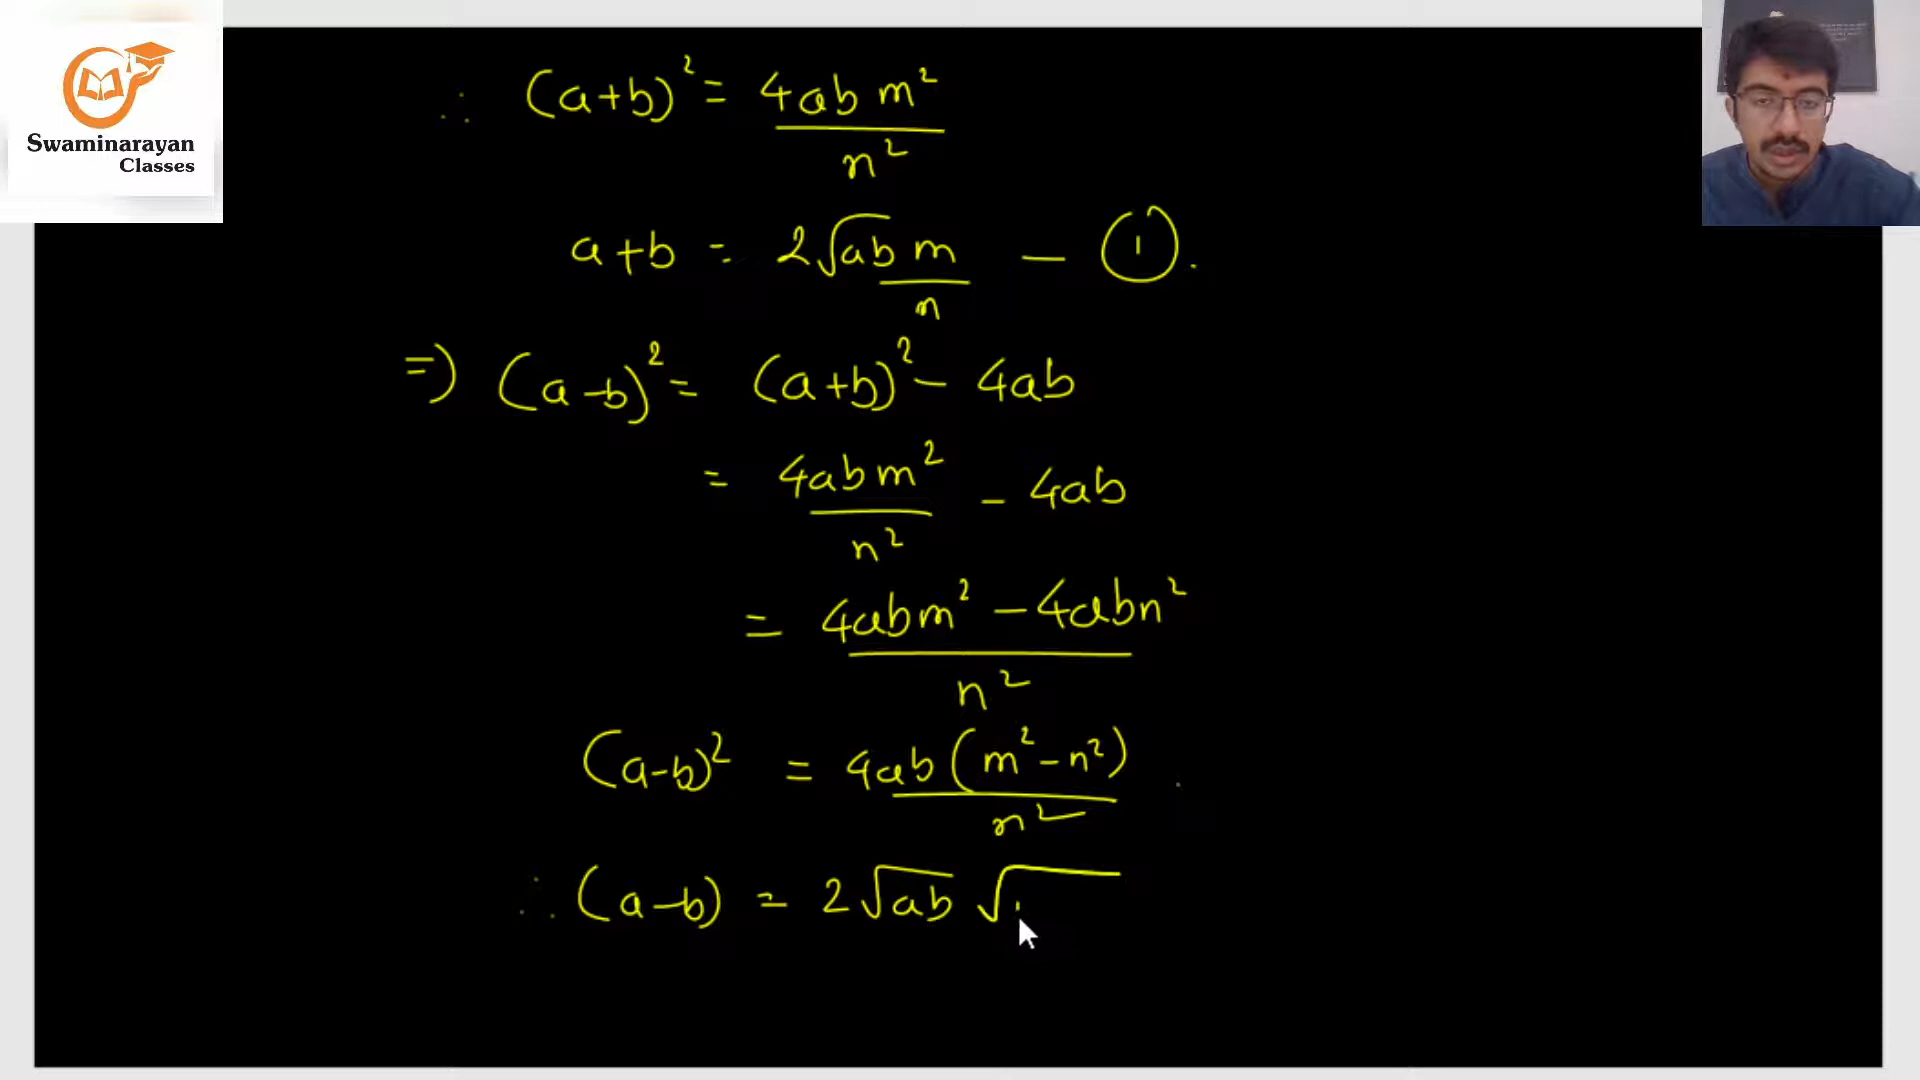 Swaminarayan
Classes
∴ (a+b)² = 4ab m² / n²
a+b = 2√ab m / n — ①.
⇒ (a-b)² = (a+b)² - 4ab
= 4abm² / n² - 4ab
= 4abm² - 4abn² / n²
(a-b)² = 4ab(m²-n²) / n²
∴ (a-b) = 2√ab √